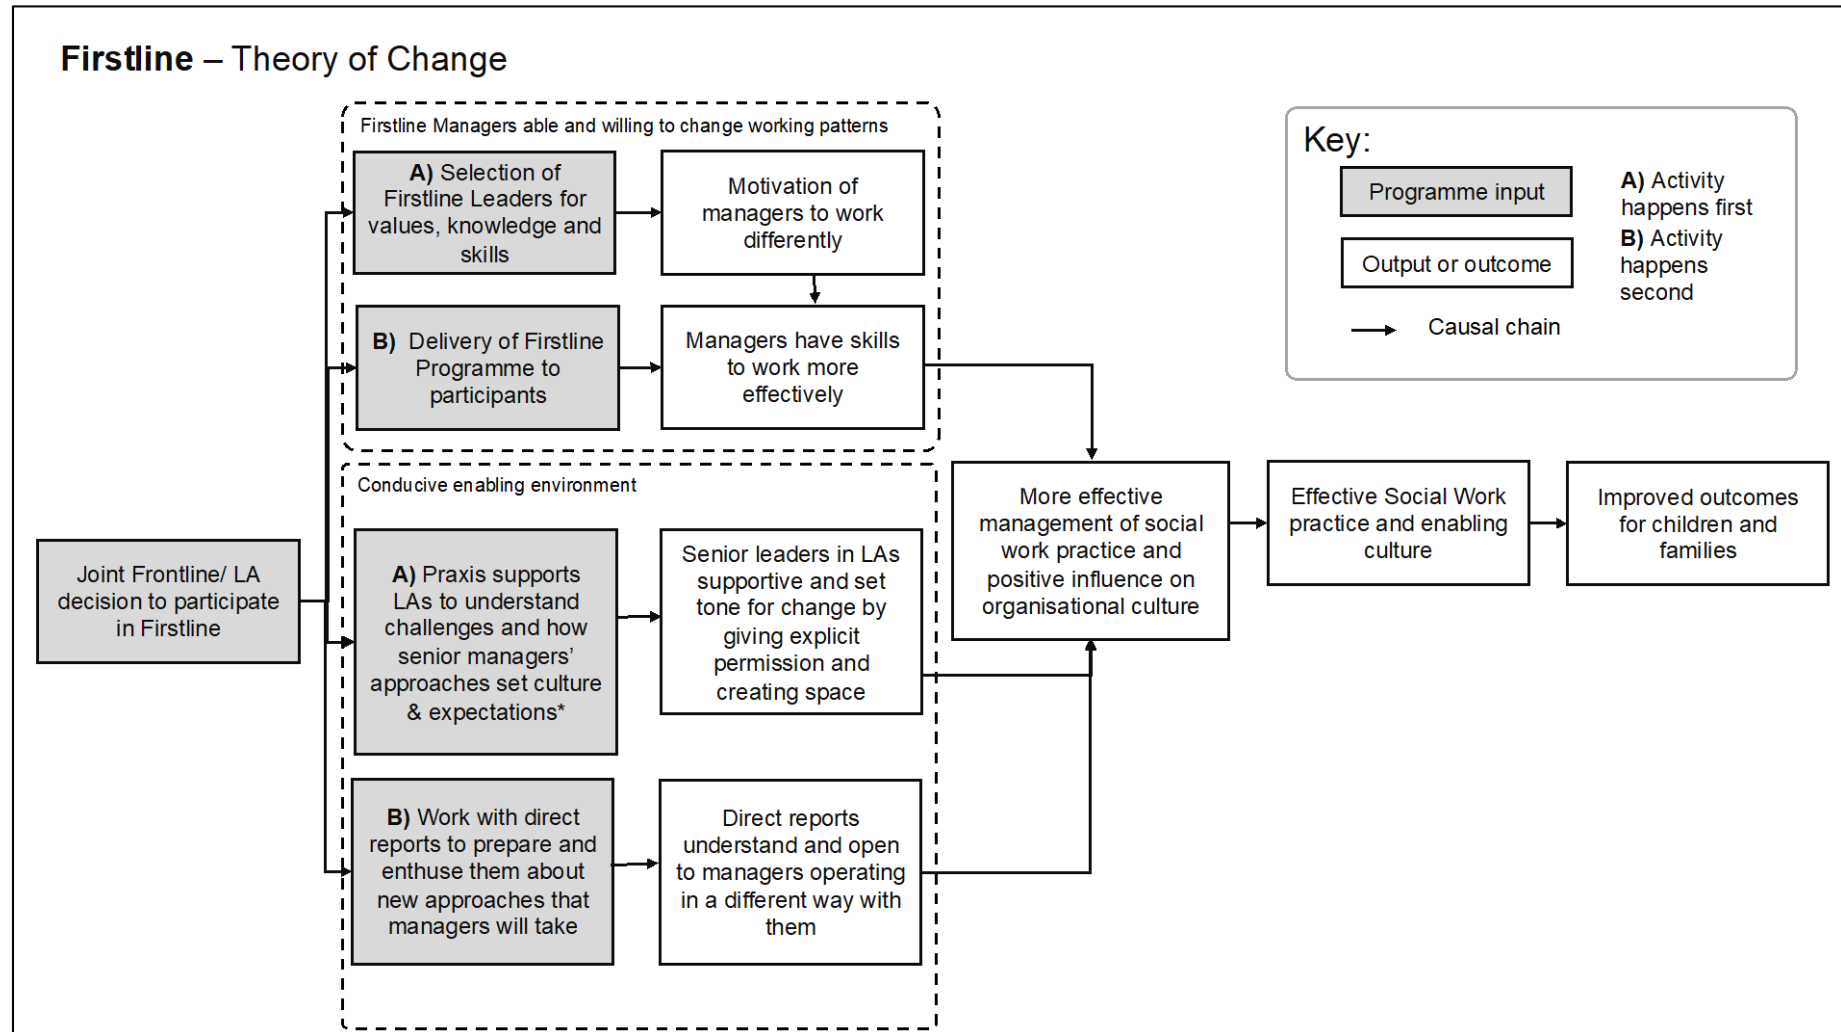 Firstline – Theory of Change
Firstline Managers able and willing to change working patterns
A) Selection of
Firstline Leaders for
values, knowledge and
skills
Motivation of
managers to work
differently
B) Delivery of Firstline
Programme to
participants
Managers have skills
to work more
effectively
Key:
Programme input
Output or outcome
Causal chain
A) Activity
happens first
B) Activity
happens
second
Conducive enabling environment
Joint Frontline/ LA
decision to participate
in Firstline
A) Praxis supports
LAs to understand
challenges and how
senior managers’
approaches set culture
& expectations*
Senior leaders in LAs
supportive and set
tone for change by
giving explicit
permission and
creating space
B) Work with direct
reports to prepare and
enthuse them about
new approaches that
managers will take
Direct reports
understand and open
to managers operating
in a different way with
them
More effective
management of social
work practice and
positive influence on
organisational culture
Effective Social Work
practice and enabling
culture
Improved outcomes
for children and
families